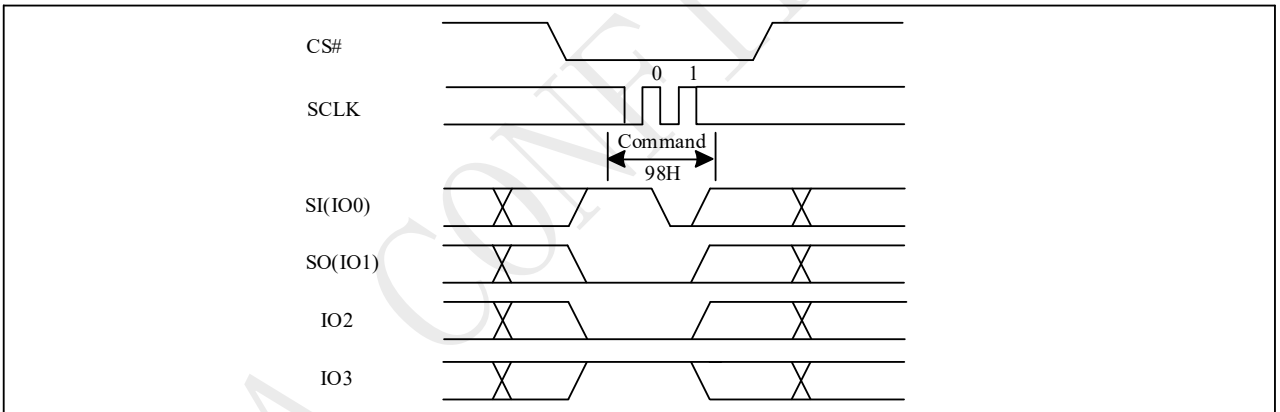 CS#
0 1
SCLK
Command
98H
SI(IO0)
SO(IO1)
IO2
IO3